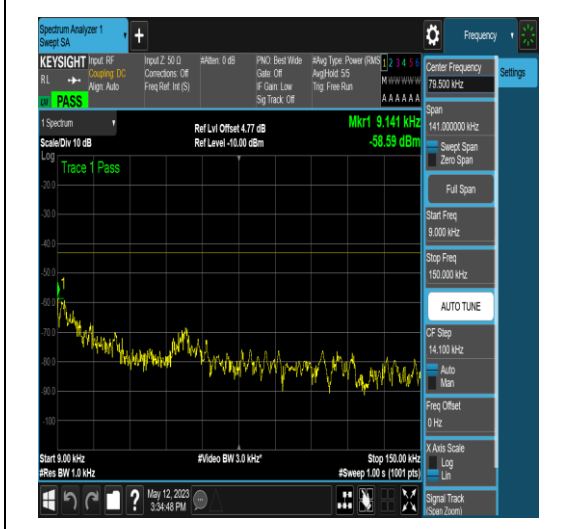 Spectrum Analyzer 1
Swept SA
Frequency
KEYSIGHT
RL
PASS
Input: RF
Coupling: DC
Align: Auto
Input Z: 50 Ω
Corrections: Off
Freq Ref: Int (S)
#Atten: 0 dB
PNO: Best Wide
Gate: Off
IF Gain: Low
Sig Track: Off
#Avg Type: Power (RMS
Avg|Hold: 5/5
Trig: Free Run
1 2 3 4 5 6
M W W W W W
A A A A A A
1 Spectrum
Scale/Div 10 dB
Ref Lvl Offset 4.77 dB
Ref Level -10.00 dBm
Mkr1 9.141 kHz
-58.59 dBm
Log
Trace 1 Pass
-20.0
-30.0
-40.0
-50.0
-60.0
-70.0
-80.0
-90.0
-100
1
Start 9.00 kHz
#Res BW 1.0 kHz
#Video BW 3.0 kHz*
Stop 150.00 kHz
#Sweep 1.00 s (1001 pts)
May 12, 2023
3:34:48 PM
Center Frequency
79.500 kHz
Settings
Span
141.000000 kHz
Swept Span
Zero Span
Full Span
Start Freq
9.000 kHz
Stop Freq
150.000 kHz
AUTO TUNE
CF Step
14.100 kHz
Auto
Man
Freq Offset
0 Hz
X Axis Scale
Log
Lin
Signal Track
(Span Zoom)